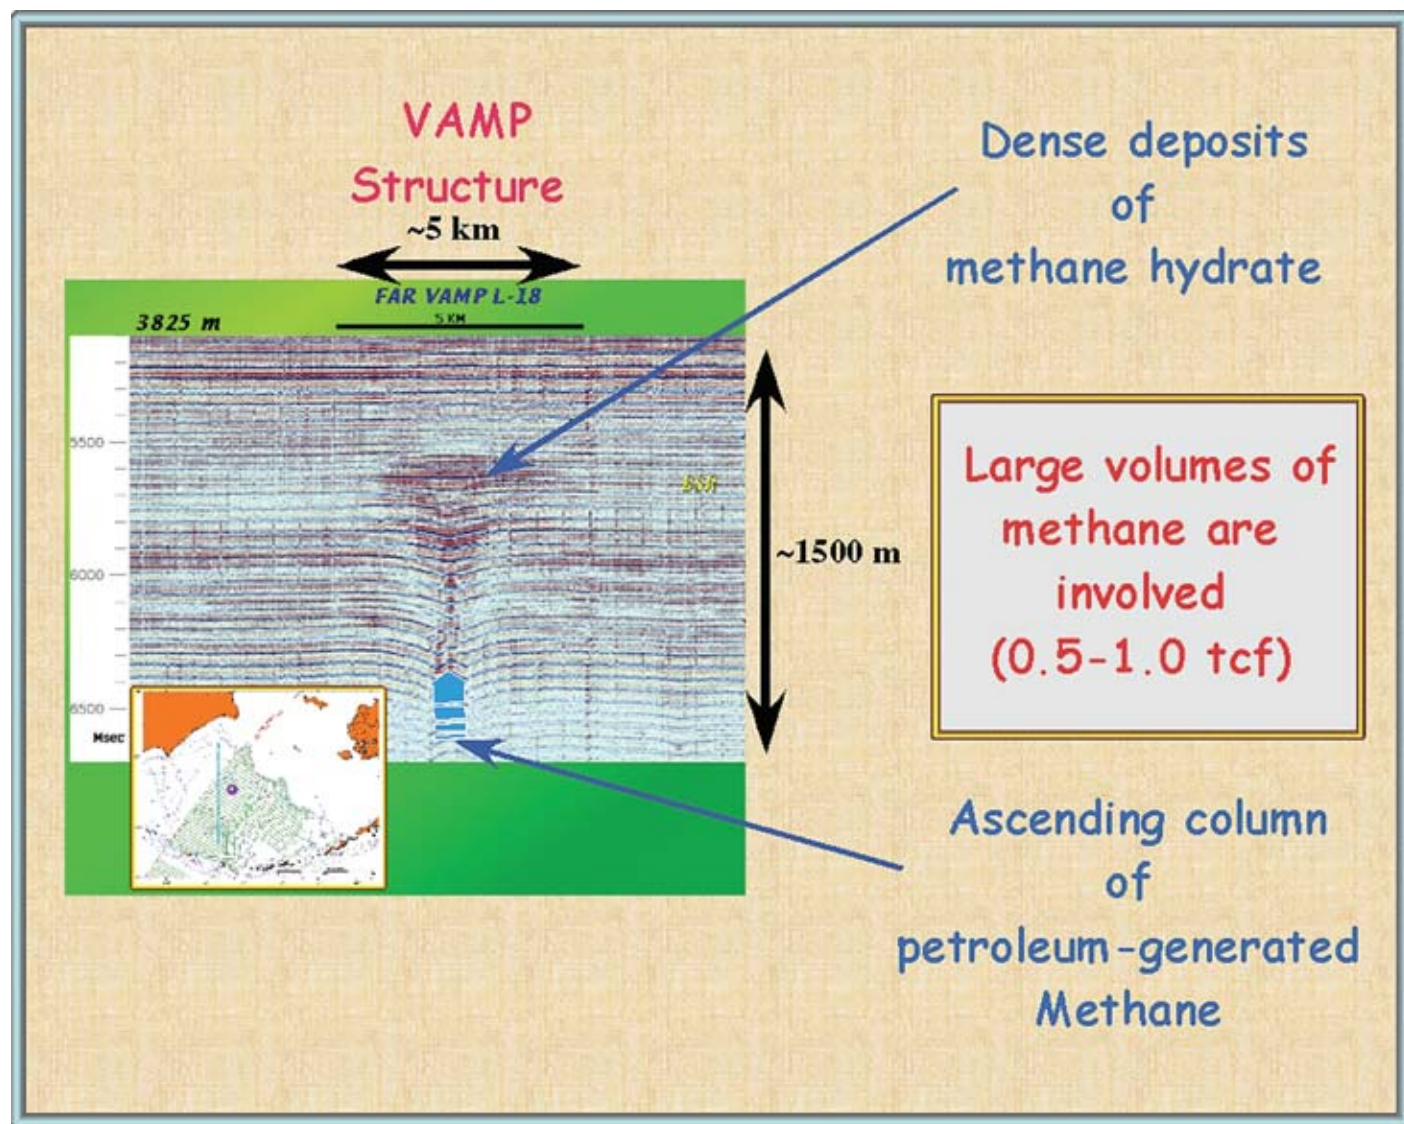 VAMP
Structure
~5 km
FAR VAMP L-18
5 KM
3825 m
Dense deposits
of
methane hydrate
5500
BSR
6000
6500
Msec
~1500 m
Large volumes of
methane are
involved
(0.5-1.0 tcf)
Ascending column
of
petroleum-generated
Methane